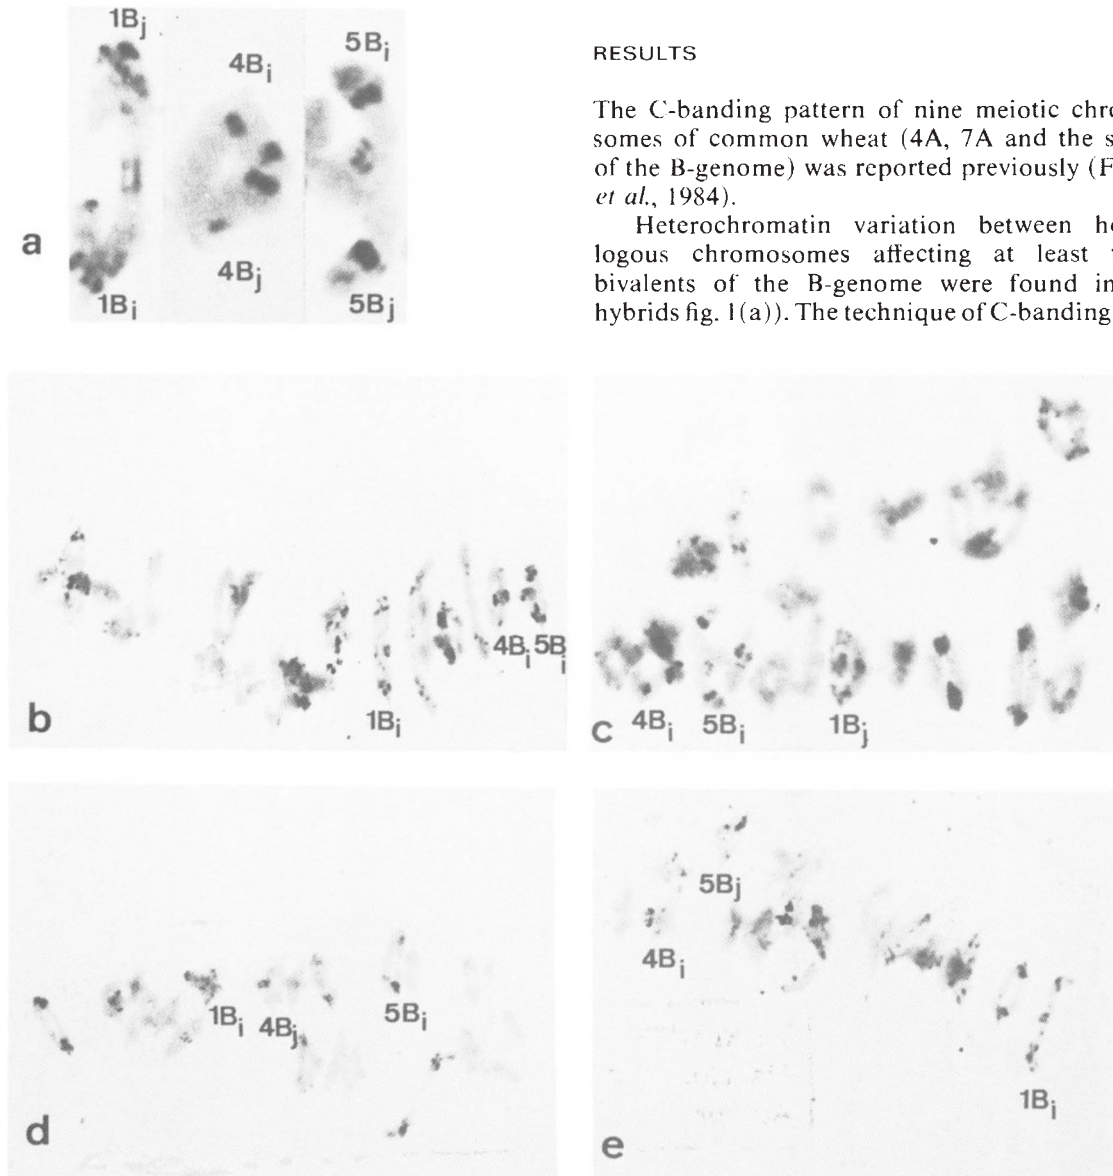 1Bj
4Bi
5Bi
a
4Bj
1Bi
5Bj
RESULTS
The C-banding pattern of nine meiotic chro
somes of common wheat (4A, 7A and the s
of the B-genome) was reported previously (F
et al., 1984).
Heterochromatin variation between ho
logous chromosomes affecting at least
bivalents of the B-genome were found in
hybrids fig. 1(a)). The technique of C-banding
4Bi 5Bi
b
1Bi
c
4Bi
5Bi
1Bj
1Bi
4Bj
5Bi
d
5Bj
4Bi
1Bi
e